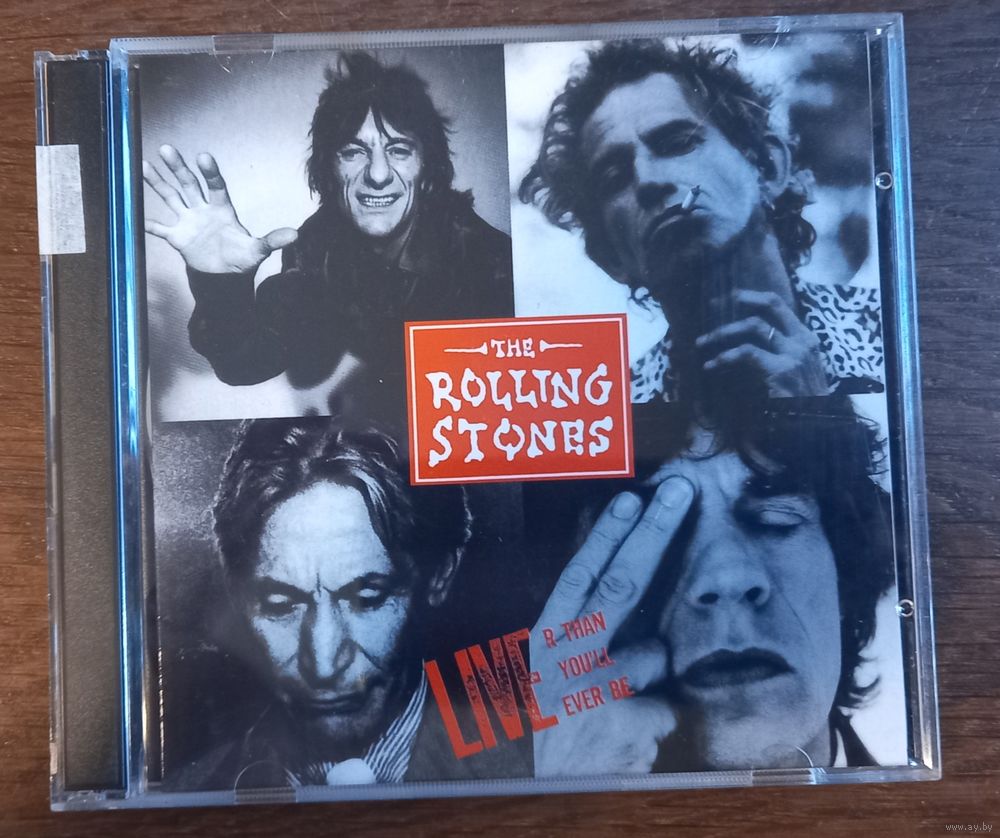 THE
ROLLING
STONES
LIVE
R THAN
YOU'LL
EVER BE
www.ay.by